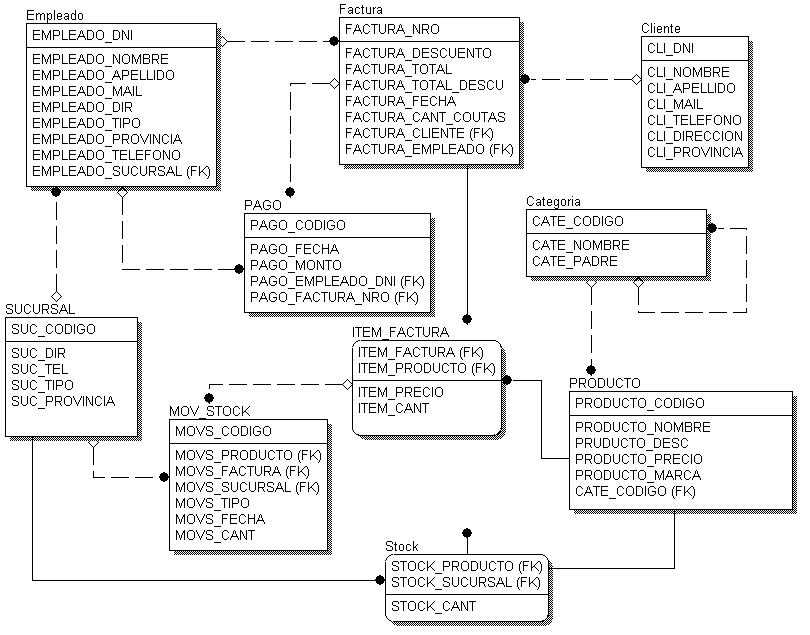 Empleado
EMPLEADO_DNI
EMPLEADO_NOMBRE
EMPLEADO_APELLIDO
EMPLEADO_MAIL
EMPLEADO_DIR
EMPLEADO_TIPO
EMPLEADO_PROVINCIA
EMPLEADO_TELEFONO
EMPLEADO_SUCURSAL (FK)
Factura
FACTURA_NRO
FACTURA_DESCUENTO
FACTURA_TOTAL
FACTURA_TOTAL_DESCU
FACTURA_FECHA
FACTURA_CANT_COUTAS
FACTURA_CLIENTE (FK)
FACTURA_EMPLEADO (FK)
Cliente
CLI_DNI
CLI_NOMBRE
CLI_APELLIDO
CLI_MAIL
CLI_TELEFONO
CLI_DIRECCION
CLI_PROVINCIA
PAGO
PAGO_CODIGO
PAGO_FECHA
PAGO_MONTO
PAGO_EMPLEADO_DNI (FK)
PAGO_FACTURA_NRO (FK)
Categoria
CATE_CODIGO
CATE_NOMBRE
CATE_PADRE
SUCURSAL
SUC_CODIGO
SUC_DIR
SUC_TEL
SUC_TIPO
SUC_PROVINCIA
ITEM_FACTURA
ITEM_FACTURA (FK)
ITEM_PRODUCTO (FK)
ITEM_PRECIO
ITEM_CANT
MOV_STOCK
MOVS_CODIGO
MOVS_PRODUCTO (FK)
MOVS_FACTURA (FK)
MOVS_SUCURSAL (FK)
MOVS_TIPO
MOVS_FECHA
MOVS_CANT
PRODUCTO
PRODUCTO_CODIGO
PRODUCTO_NOMBRE
PRUDUCTO_DESC
PRODUCTO_PRECIO
PRODUCTO_MARCA
CATE_CODIGO (FK)
Stock
STOCK_PRODUCTO (FK)
STOCK_SUCURSAL (FK)
STOCK_CANT